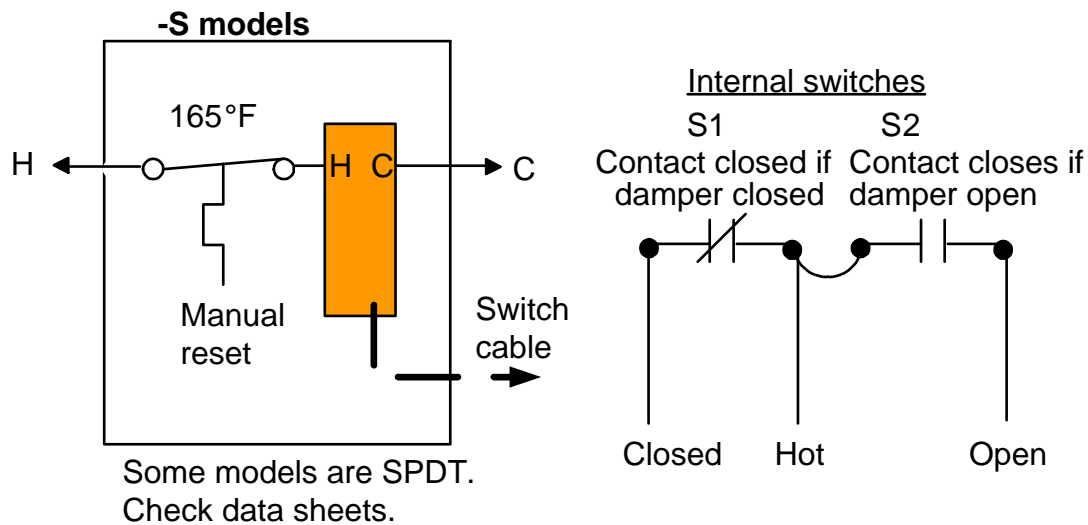 -S models
165°F
H
H C
C
Manual
reset
Switch
cable
Some models are SPDT.
Check data sheets.
Internal switches
S1
S2
Contact closed if
damper closed
Contact closes if
damper open
Closed
Hot
Open